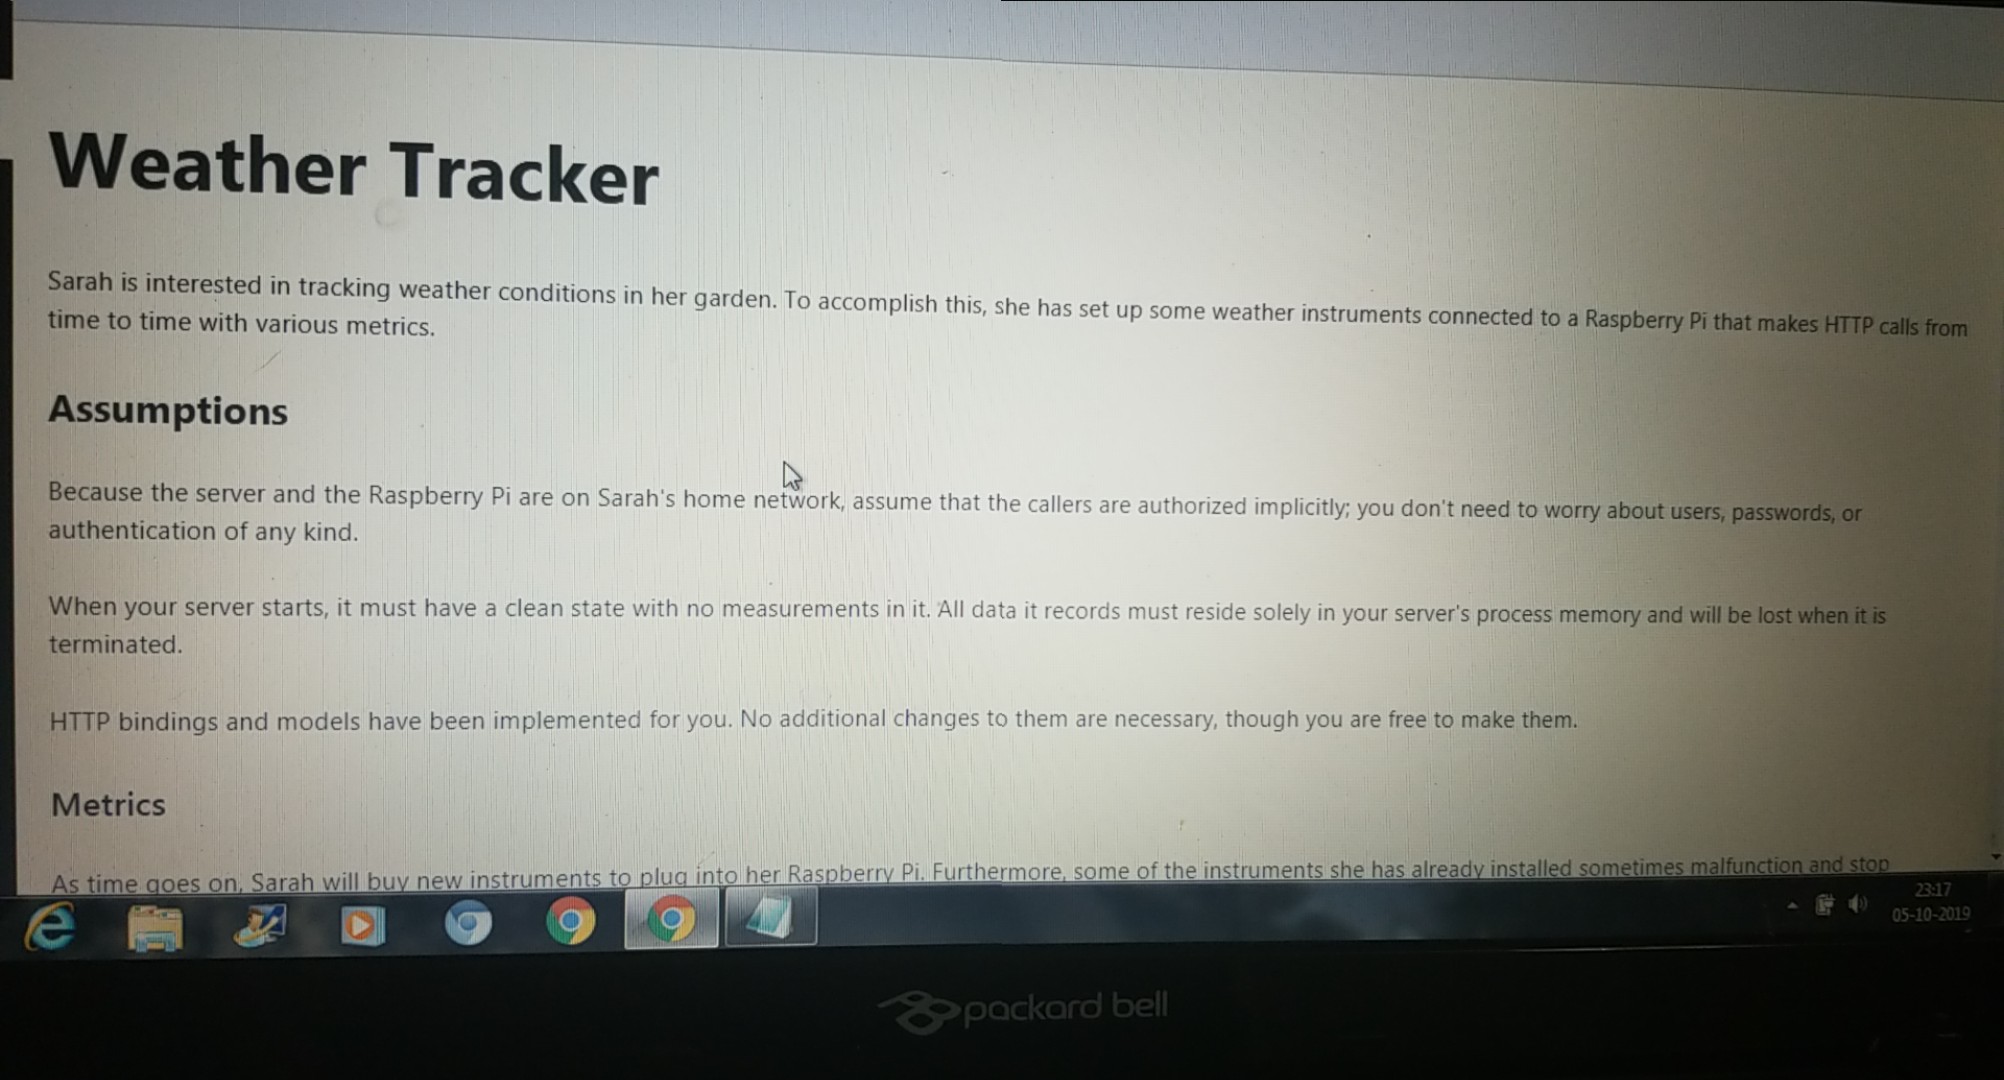 Weather Tracker
Sarah is interested in tracking weather conditions in her garden. To accomplish this, she has set up some weather instruments connected to a Raspberry Pi that makes HTTP calls from
time to time with various metrics.
Assumptions
Because the server and the Raspberry Pi are on Sarah's home network, assume that the callers are authorized implicitly; you don't need to worry about users, passwords, or
authentication of any kind.
When your server starts, it must have a clean state with no measurements in it. All data it records must reside solely in your server's process memory and will be lost when it is
terminated.
HTTP bindings and models have been implemented for you. No additional changes to them are necessary, though you are free to make them.
Metrics
As time goes on, Sarah will buy new instruments to plug into her Raspberry Pi. Furthermore, some of the instruments she has already installed sometimes malfunction and stop
23:17
05-10-2019
packard bell